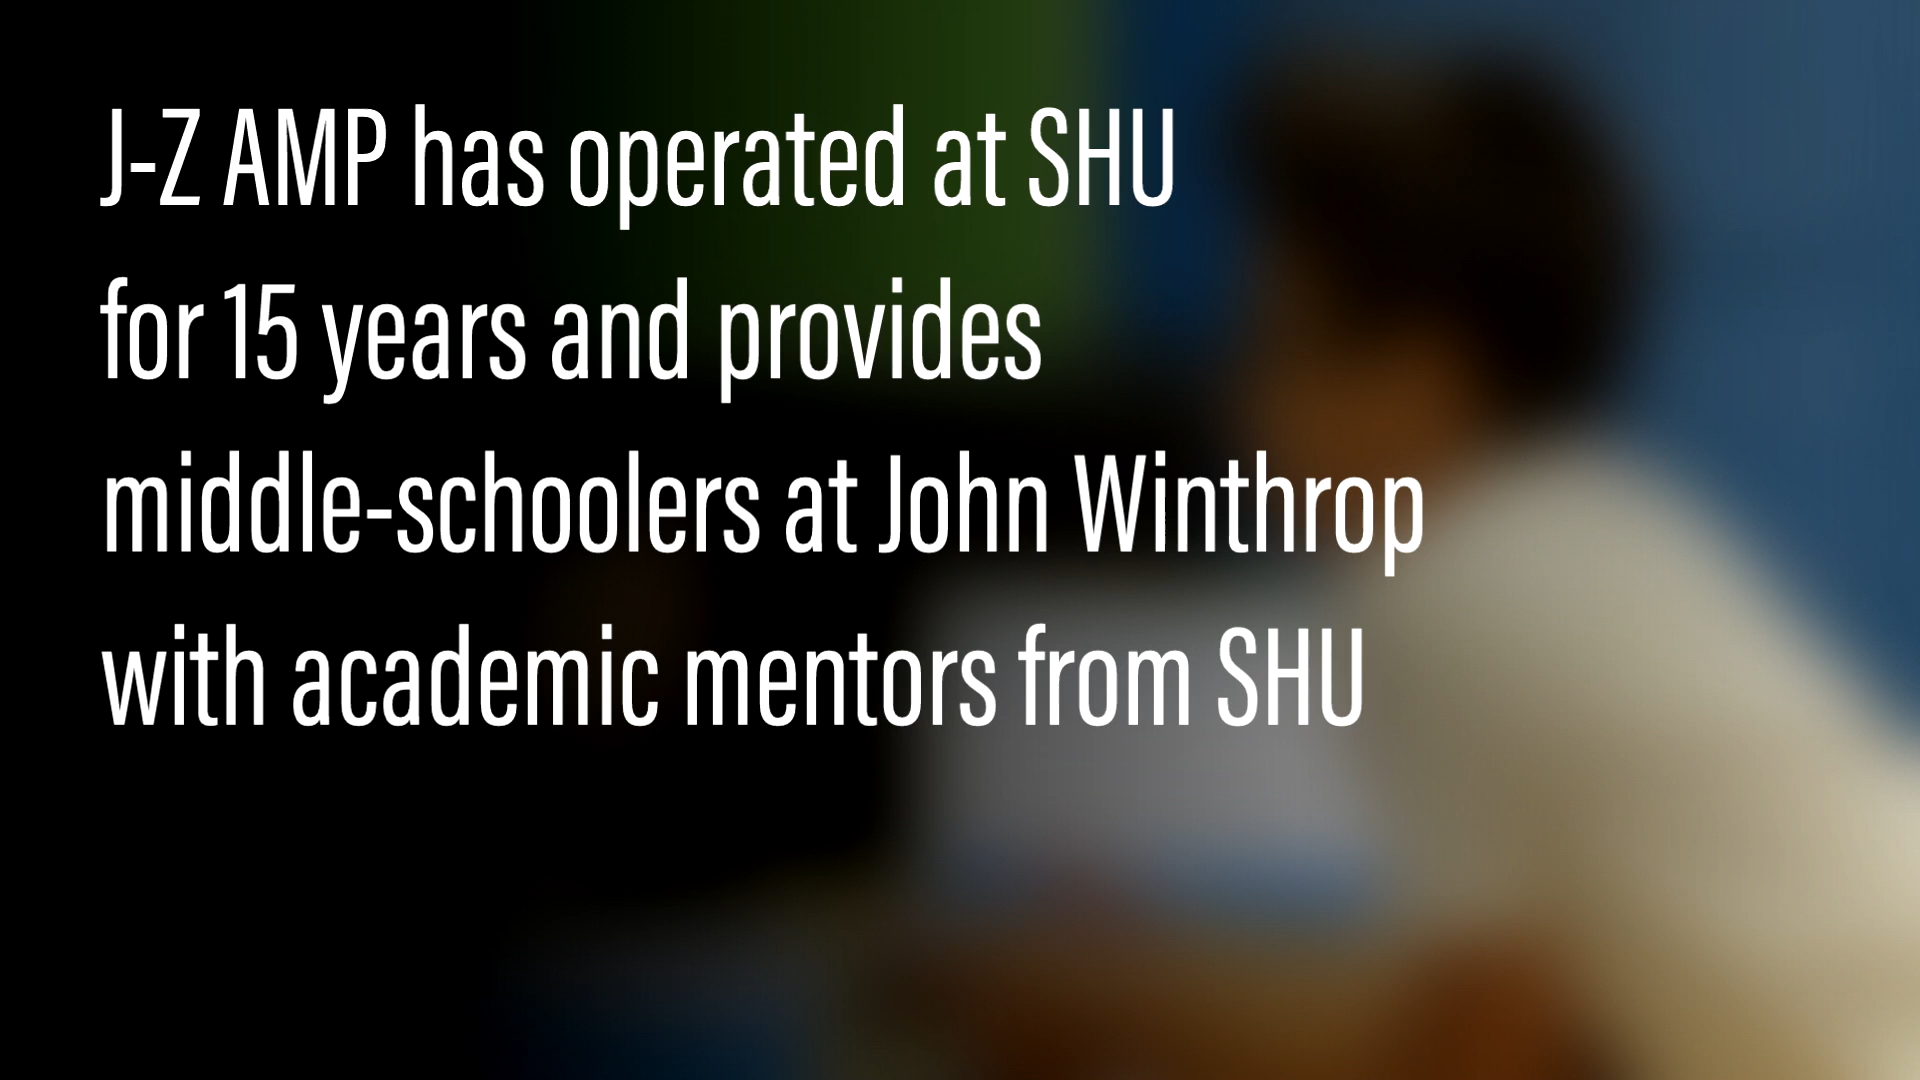 J-Z AMP has operated at SHU
for 15 years and provides
middle-schoolers at John Winthrop
with academic mentors from SHU